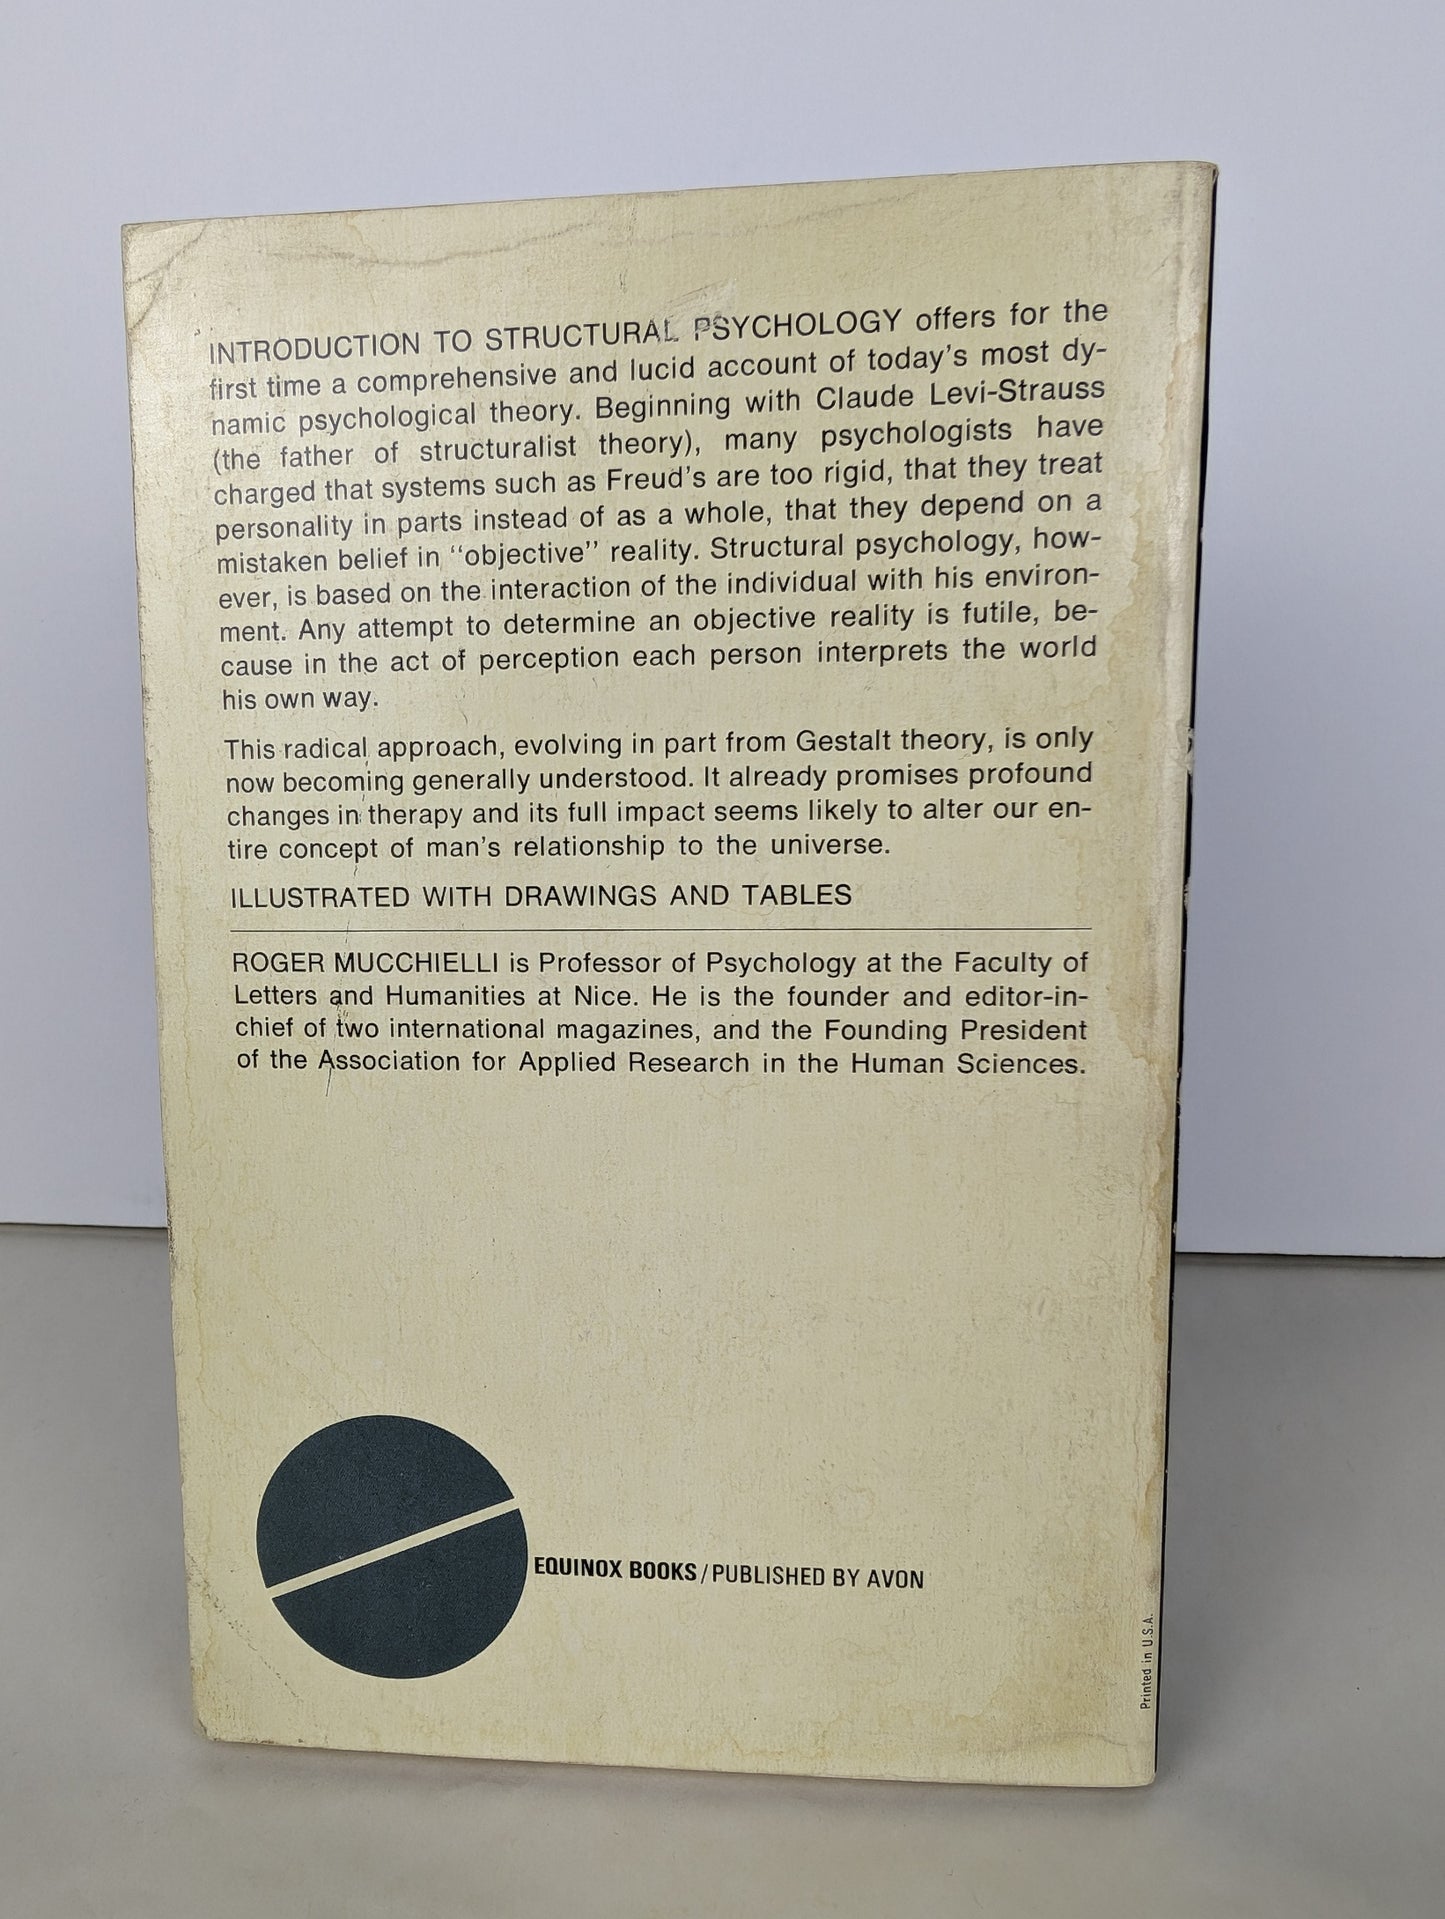 INTRODUCTION TO STRUCTURAL PSYCHOLOGY offers for the
first time a comprehensive and lucid account of today's most dy-
namic psychological theory. Beginning with Claude Levi-Strauss
(the father of structuralist theory), many psychologists have
charged that systems such as Freud's are too rigid, that they treat
personality in parts instead of as a whole, that they depend on a
mistaken belief in "objective" reality. Structural psychology, how-
ever, is based on the interaction of the individual with his environ-
ment. Any attempt to determine an objective reality is futile, be-
cause in the act of perception each person interprets the world
his own way.
This radical approach, evolving in part from Gestalt theory, is only
now becoming generally understood. It already promises profound
changes in therapy and its full impact seems likely to alter our en-
tire concept of man's relationship to the universe.
ILLUSTRATED WITH DRAWINGS AND TABLES
ROGER MUCCHIELLI is Professor of Psychology at the Faculty of
Letters and Humanities at Nice. He is the founder and editor-in-
chief of two international magazines, and the Founding President
of the Association for Applied Research in the Human Sciences.
EQUINOX BOOKS/PUBLISHED BY AVON
Printed in U.S.A.